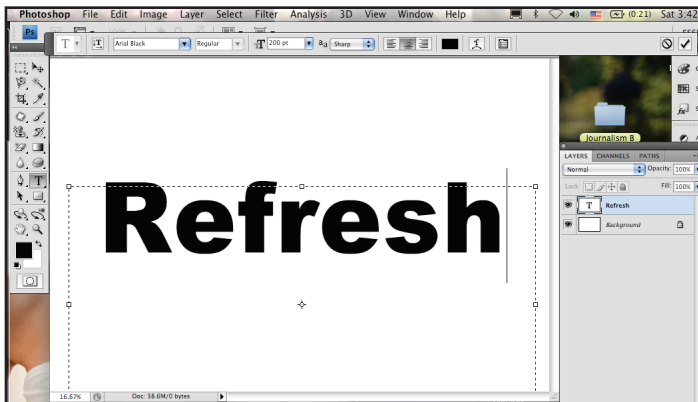 Photoshop File Edit Image Layer Select Filter Analysis 3D View Window Help (0:21) Sat 3:42
Ps
T T Arial Black Regular T 200 pt aa Sharp
Journalism B
LAYERS CHANNELS PATHS
Normal Opacity: 100%
Lock: Fill: 100%
T Refresh
Background
Refresh
16.67% Doc: 38.6M/0 bytes